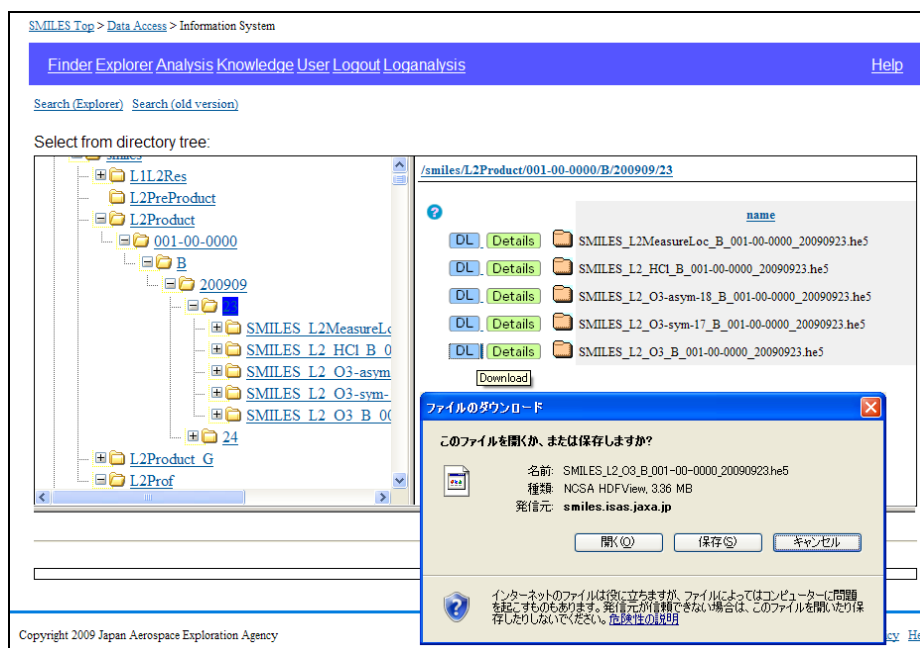 SMILES Top > Data Access > Information System
Finder Explorer Analysis Knowledge User Logout Loganalysis
Help
Search (Explorer) Search (old version)
Select from directory tree:
smiles
L1L2Res
L2PreProduct
L2Product
001-00-0000
B
200909
23
SMILES_L2MeasureLo
SMILES_L2_HCl_B_0
SMILES_L2_O3-asym
SMILES_L2_O3-sym-
SMILES_L2_O3_B_00
24
L2Product_G
L2Prof
/smiles/L2Product/001-00-0000/B/200909/23
name
DL Details SMILES_L2MeasureLoc_B_001-00-0000_20090923.he5
DL Details SMILES_L2_HCl_B_001-00-0000_20090923.he5
DL Details SMILES_L2_O3-asym-18_B_001-00-0000_20090923.he5
DL Details SMILES_L2_O3-sym-17_B_001-00-0000_20090923.he5
DL Details SMILES_L2_O3_B_001-00-0000_20090923.he5
Download
ファイルのダウンロード
このファイルを開くか、または保存しますか?
名前: SMILES_L2_O3_B_001-00-0000_20090923.he5
種類: NCSA HDFView, 3.36 MB
発信元: smiles.isas.jaxa.jp
開く(O) 保存(S) キャンセル
インターネットのファイルは役に立ちますが、ファイルによってはコンピューターに問題
を起こすものもあります。発信元が信頼できない場合は、このファイルを開いたり保
存したりしないでください。危険性の説明
Copyright 2009 Japan Aerospace Exploration Agency
cy He